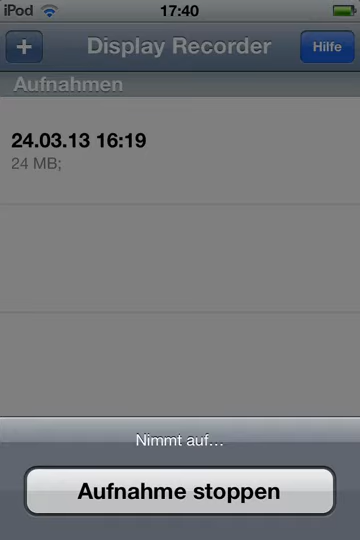 iPod 17:40
+ Display Recorder Hilfe
Aufnahmen
24.03.13 16:19
24 MB;
Nimmt auf...
Aufnahme stoppen